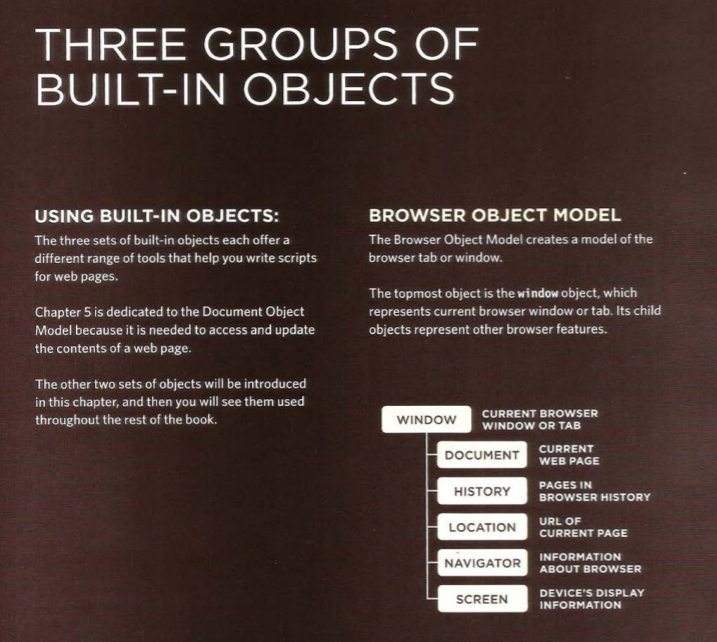 THREE GROUPS OF
BUILT-IN OBJECTS
USING BUILT-IN OBJECTS:
The three sets of built-in objects each offer a
different range of tools that help you write scripts
for web pages.
Chapter 5 is dedicated to the Document Object
Model because it is needed to access and update
the contents of a web page.
The other two sets of objects will be introduced
in this chapter, and then you will see them used
throughout the rest of the book.
BROWSER OBJECT MODEL
The Browser Object Model creates a model of the
browser tab or window.
The topmost object is the window object, which
represents current browser window or tab. Its child
objects represent other browser features.
WINDOW
CURRENT BROWSER
WINDOW OR TAB
DOCUMENT
CURRENT
WEB PAGE
HISTORY
PAGES IN
BROWSER HISTORY
LOCATION
URL OF
CURRENT PAGE
NAVIGATOR
INFORMATION
ABOUT BROWSER
SCREEN
DEVICE'S DISPLAY
INFORMATION